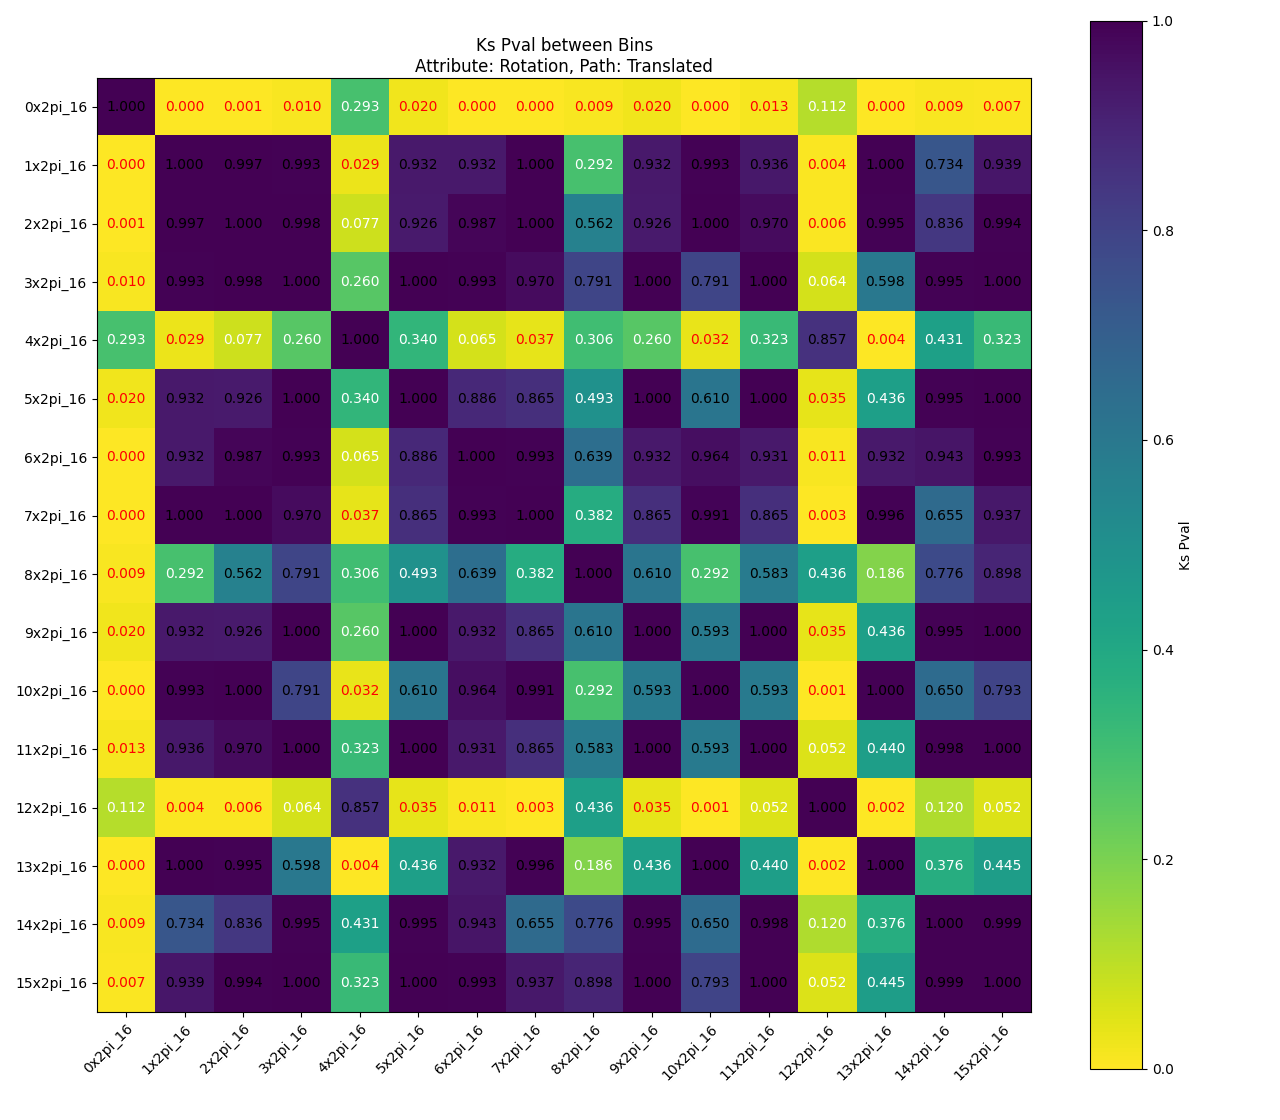 Ks Pval between Bins
Attribute: Rotation, Path: Translated
0x2pi_16 1.000 0.000 0.001 0.010 0.293 0.020 0.000 0.000 0.009 0.020 0.000 0.013 0.112 0.000 0.009 0.007
1x2pi_16 0.000 1.000 0.997 0.993 0.029 0.932 0.932 1.000 0.292 0.932 0.993 0.936 0.004 1.000 0.734 0.939
2x2pi_16 0.001 0.997 1.000 0.998 0.077 0.926 0.987 1.000 0.562 0.926 1.000 0.970 0.006 0.995 0.836 0.994
3x2pi_16 0.010 0.993 0.998 1.000 0.260 1.000 0.993 0.970 0.791 1.000 0.791 1.000 0.064 0.598 0.995 1.000
4x2pi_16 0.293 0.029 0.077 0.260 1.000 0.340 0.065 0.037 0.306 0.260 0.032 0.323 0.857 0.004 0.431 0.323
5x2pi_16 0.020 0.932 0.926 1.000 0.340 1.000 0.886 0.865 0.493 1.000 0.610 1.000 0.035 0.436 0.995 1.000
6x2pi_16 0.000 0.932 0.987 0.993 0.065 0.886 1.000 0.993 0.639 0.932 0.964 0.931 0.011 0.932 0.943 0.993
7x2pi_16 0.000 1.000 1.000 0.970 0.037 0.865 0.993 1.000 0.382 0.865 0.991 0.865 0.003 0.996 0.655 0.937
8x2pi_16 0.009 0.292 0.562 0.791 0.306 0.493 0.639 0.382 1.000 0.610 0.292 0.583 0.436 0.186 0.776 0.898
9x2pi_16 0.020 0.932 0.926 1.000 0.260 1.000 0.932 0.865 0.610 1.000 0.593 1.000 0.035 0.436 0.995 1.000
10x2pi_16 0.000 0.993 1.000 0.791 0.032 0.610 0.964 0.991 0.292 0.593 1.000 0.593 0.001 1.000 0.650 0.793
11x2pi_16 0.013 0.936 0.970 1.000 0.323 1.000 0.931 0.865 0.583 1.000 0.593 1.000 0.052 0.440 0.998 1.000
12x2pi_16 0.112 0.004 0.006 0.064 0.857 0.035 0.011 0.003 0.436 0.035 0.001 0.052 1.000 0.002 0.120 0.052
13x2pi_16 0.000 1.000 0.995 0.598 0.004 0.436 0.932 0.996 0.186 0.436 1.000 0.440 0.002 1.000 0.376 0.445
14x2pi_16 0.009 0.734 0.836 0.995 0.431 0.995 0.943 0.655 0.776 0.995 0.650 0.998 0.120 0.376 1.000 0.999
15x2pi_16 0.007 0.939 0.994 1.000 0.323 1.000 0.993 0.937 0.898 1.000 0.793 1.000 0.052 0.445 0.999 1.000
0x2pi_16 1x2pi_16 2x2pi_16 3x2pi_16 4x2pi_16 5x2pi_16 6x2pi_16 7x2pi_16 8x2pi_16 9x2pi_16 10x2pi_16 11x2pi_16 12x2pi_16 13x2pi_16 14x2pi_16 15x2pi_16
1.0
0.8
0.6
0.4
0.2
0.0
Ks Pval